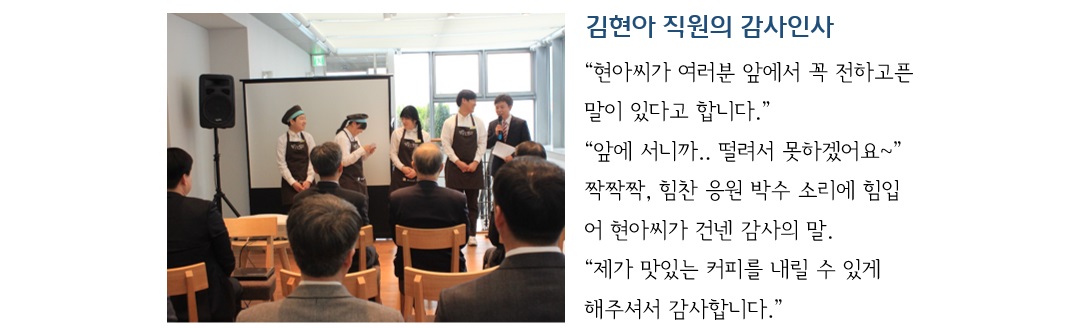 김현아 직원의 감사인사
“현아씨가 여러분 앞에서 꼭 전하고픈
말이 있다고 합니다.”
“앞에 서니까.. 떨려서 못하겠어요~”
짝짝짝, 힘찬 응원 박수 소리에 힘입
어 현아씨가 건넨 감사의 말.
“제가 맛있는 커피를 내릴 수 있게
해주셔서 감사합니다.”